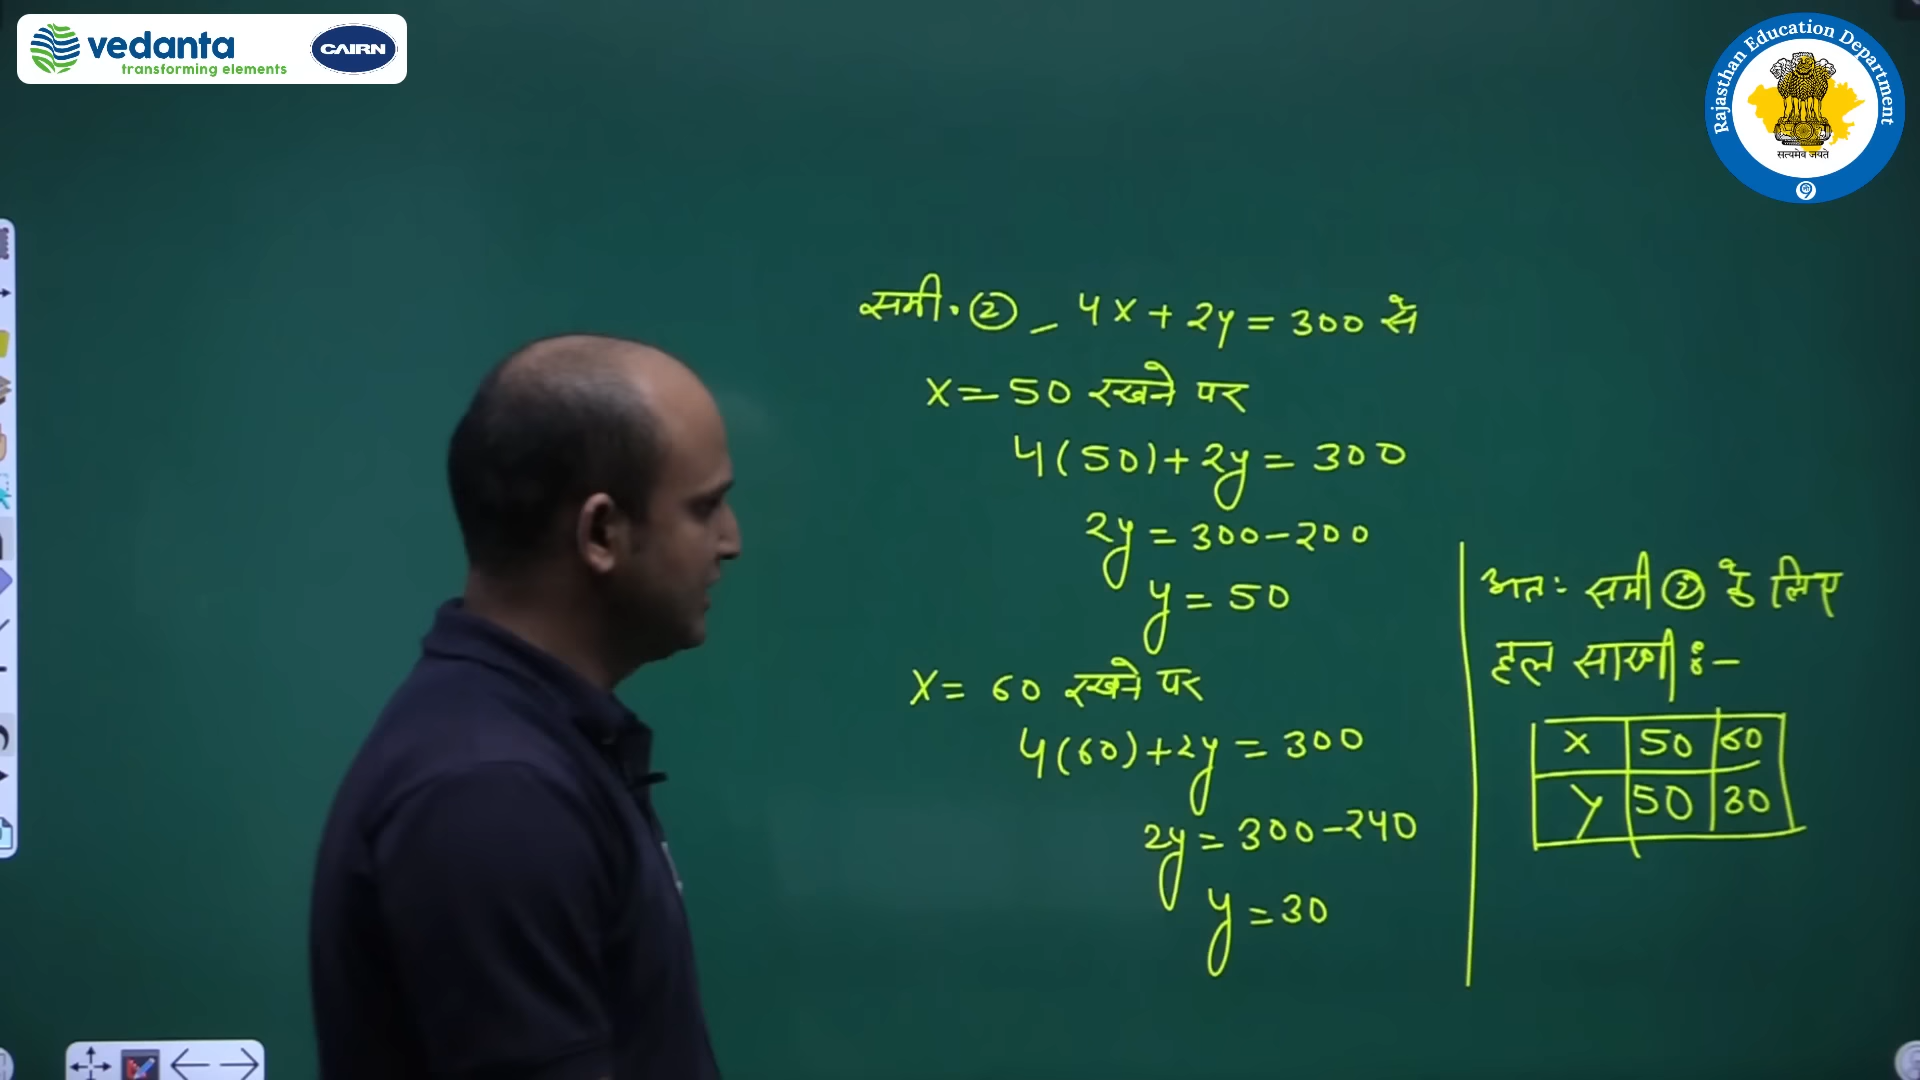 vedanta
transforming elements
CAIRN
Rajasthan Education Department
सत्यमेव जयते
समी. ② - 4x + 2y = 300 से
x = 50 रखने पर
4(50) + 2y = 300
2y = 300 - 200
y = 50
x = 60 रखने पर
4(60) + 2y = 300
2y = 300 - 240
y = 30
अतः समी ② के लिए
हल सारणी :-
x 50 60
y 50 30